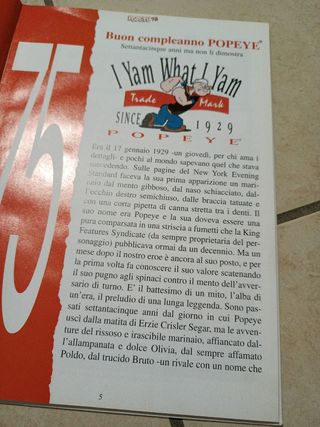 75
Buon compleanno POPEYE®
Settantacinque anni ma non li dimostra
I Yam What I Yam
Trade Mark
SINCE 1929
POPEYE®
Era il 17 gennaio 1929 -un giovedì, per chi ama i
dettagli- e pochi al mondo sapevano quel che stava
succedendo. Sulle pagine del New York Evening
Standard faceva la sua prima apparizione un mari-
naio dal mento gibboso, dal naso schiacciato, dal-
l'occhio destro semichiuso, dalle braccia tatuate e
con una corta pipetta di canna stretta tra i denti. Il
suo nome era Popeye e la sua doveva essere una
pura comparsata in una striscia a fumetti che la King
Features Syndicate (da sempre proprietaria del per-
sonaggio) pubblicava ormai da un decennio. Ma un
mese dopo il nostro eroe è ancora al suo posto, e per
la prima volta fa conoscere il suo valore scatenando
il suo pugno agli spinaci contro il mento dell'avver-
sario di turno. E' il battesimo di un mito, l'alba di
un'era, il preludio di una lunga leggenda. Sono pas-
sati settantacinque anni dal giorno in cui Popeye
uscì dalla matita di Erzie Crisler Segar, ma le avven-
ture del rissoso e irascibile marinaio, affiancato dal-
l'allampanata e dolce Olivia, dal sempre affamato
Poldo, dal trucido Bruto -un rivale con un nome che
5